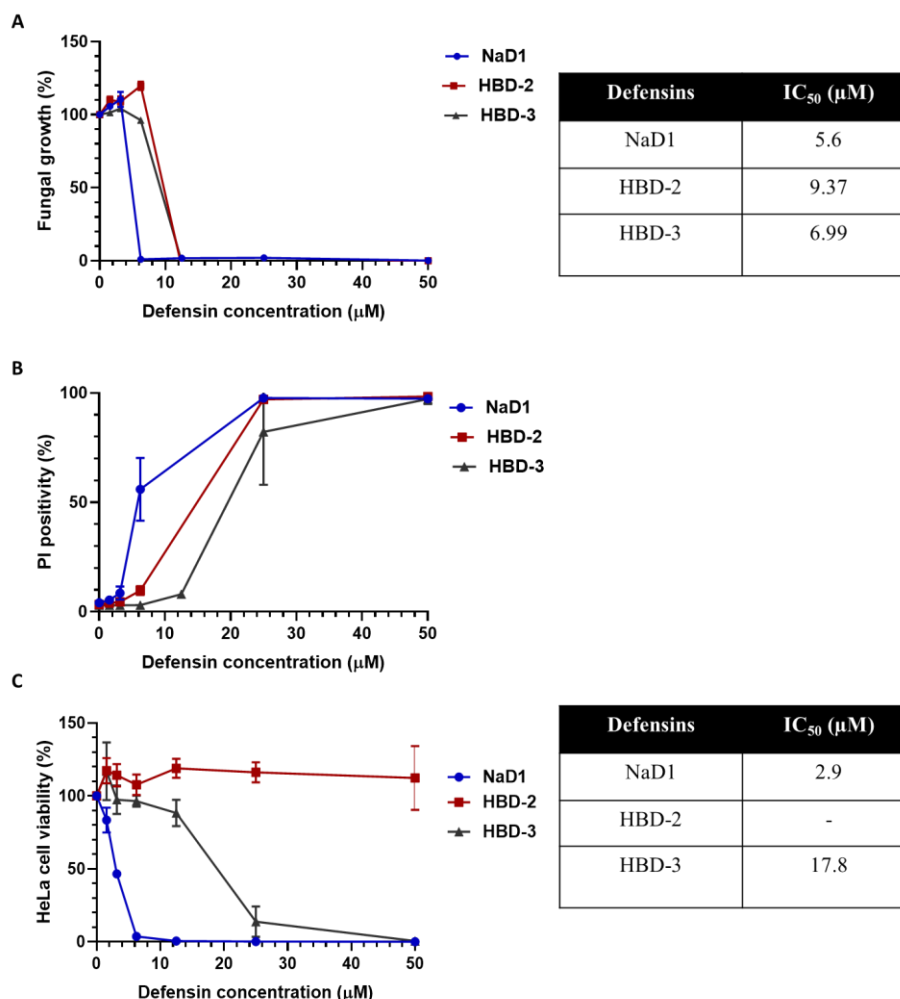 A
Fungal growth (%)
150
100
50
0
0 10 20 30 40 50
Defensin concentration (μM)
NaD1
HBD-2
HBD-3
Defensins IC50 (μM)
NaD1 5.6
HBD-2 9.37
HBD-3 6.99
B
PI positivity (%)
100
50
0
0 10 20 30 40 50
Defensin concentration (μM)
NaD1
HBD-2
HBD-3
C
HeLa cell viability (%)
150
100
50
0
0 10 20 30 40 50
Defensin concentration (μM)
NaD1
HBD-2
HBD-3
Defensins IC50 (μM)
NaD1 2.9
HBD-2 -
HBD-3 17.8